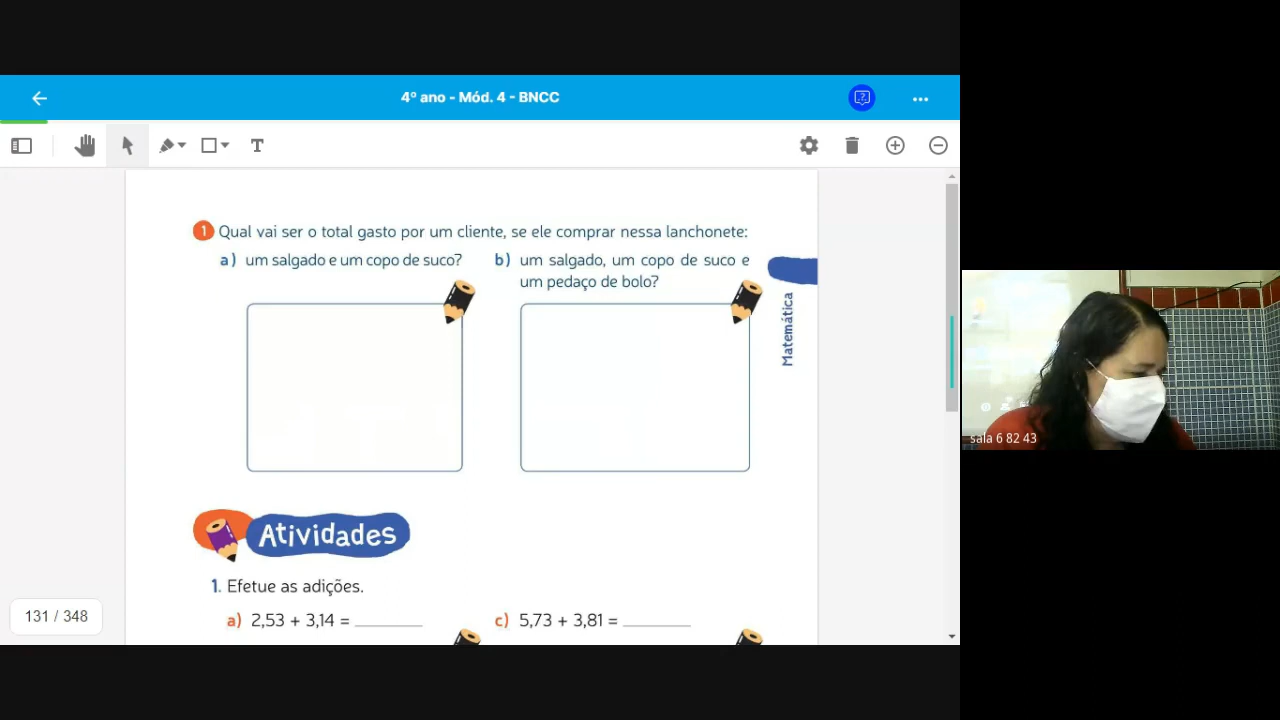 4º ano - Mód. 4 - BNCC
T
1 Qual vai ser o total gasto por um cliente, se ele comprar nessa lanchonete:
a) um salgado e um copo de suco?
b) um salgado, um copo de suco e
um pedaço de bolo?
Matemática
Atividades
1. Efetue as adições.
a) 2,53 + 3,14 = ________
c) 5,73 + 3,81 = ________
131 / 348
sala 6 82 43